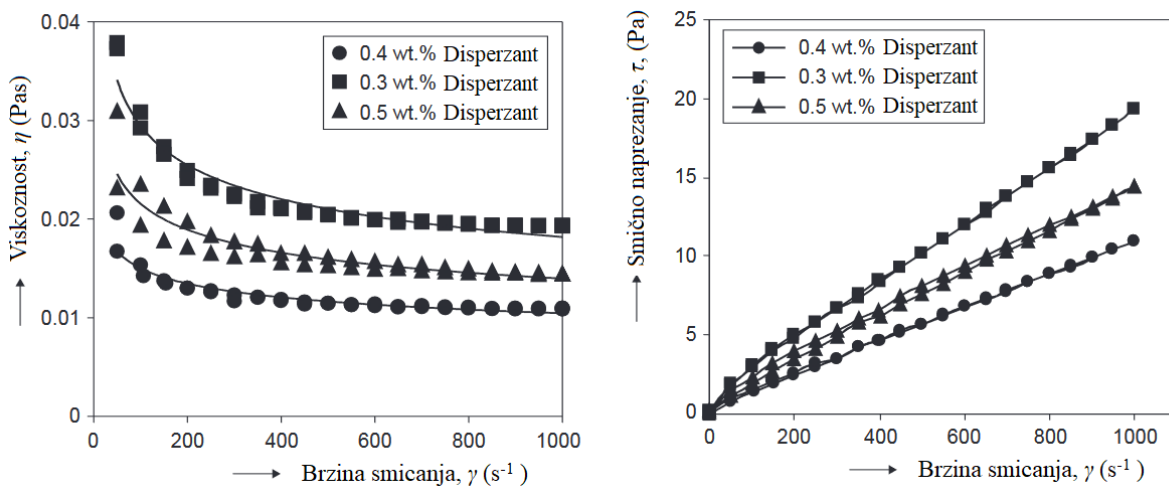 0.04
0.03
0.02
0.01
0
Viskoznost, η (Pas)
0.4 wt.% Disperzant
0.3 wt.% Disperzant
0.5 wt.% Disperzant
0 200 400 600 800 1000
Brzina smicanja, γ (s⁻¹ )
25
20
15
10
5
0
Smično naprezanje, τ, (Pa)
0.4 wt.% Disperzant
0.3 wt.% Disperzant
0.5 wt.% Disperzant
0 200 400 600 800 1000
Brzina smicanja, γ (s⁻¹ )